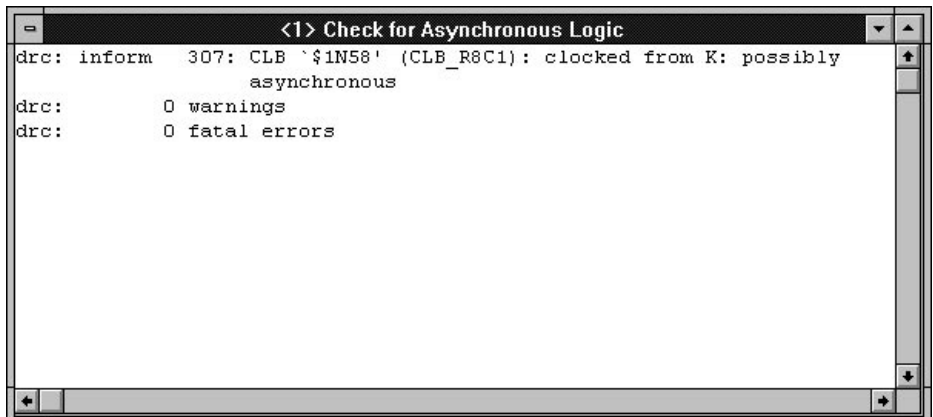 <1> Check for Asynchronous Logic
drc: inform 307: CLB `$1N58' (CLB_R8C1): clocked from K: possibly
asynchronous
drc: 0 warnings
drc: 0 fatal errors